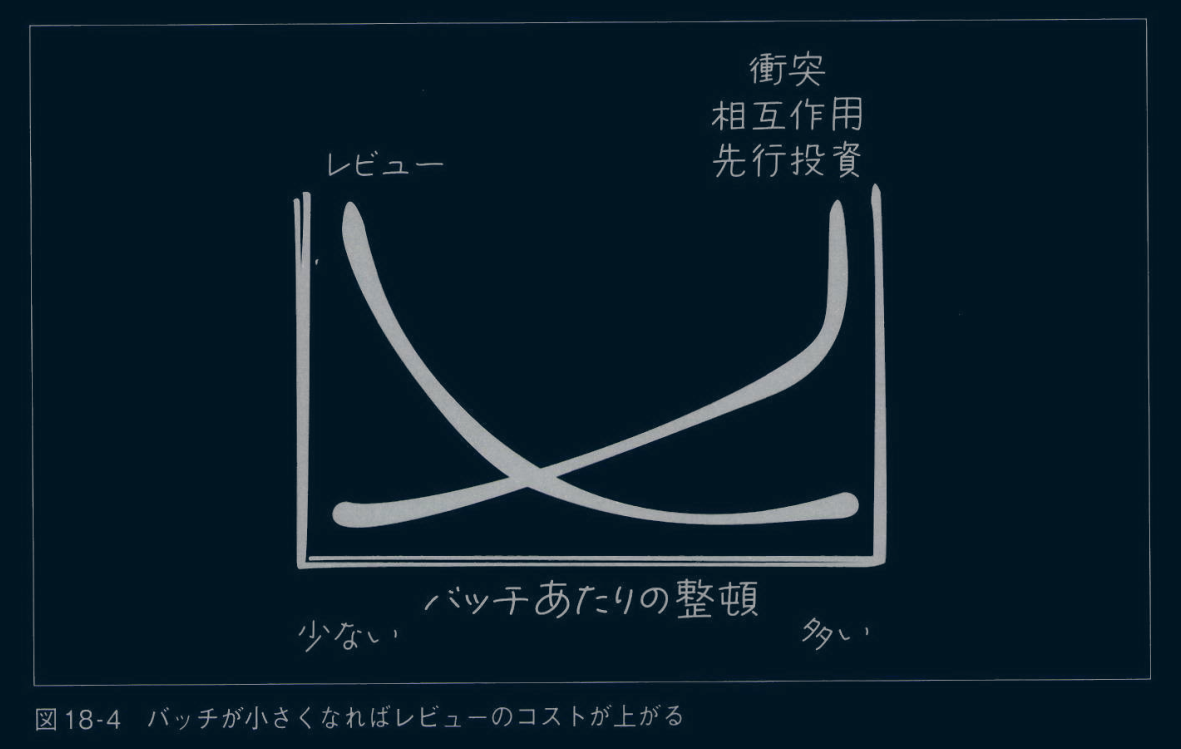 レビュー
衝突
相互作用
先行投資
バッチあたりの整頓
少ない
多い
図18-4 バッチが小さくなればレビューのコストが上がる